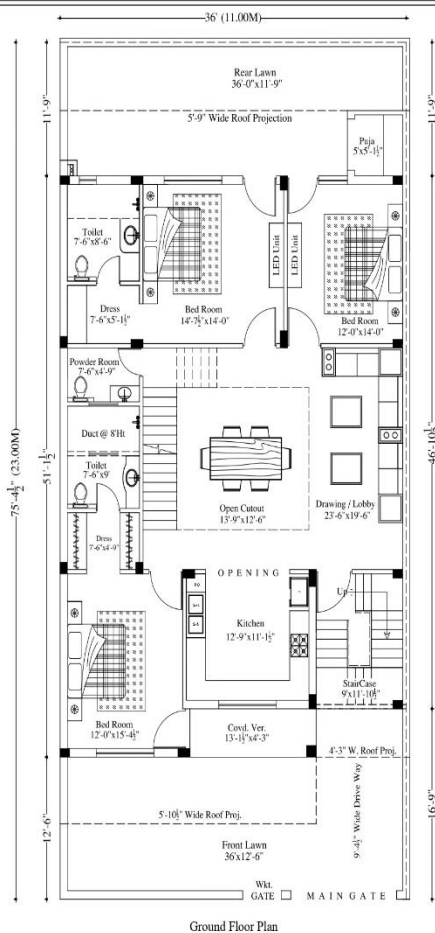 36' (11.00M)
Rear Lawn
36'-0"x11'-9"
11'-9"
11'-9"
5'-9" Wide Roof Projection
Puja
5'x5'-1½"
Toilet
7'-6"x8'-6"
LED Unit
LED Unit
Bed Room
14'-7½"x14'-0"
Bed Room
12'-0"x14'-0"
Dress
7'-6"x5'-1½"
Powder Room
7'-6"x4'-9"
Duct @ 8'Ht
Toilet
7'-6"x9'
Open Cutout
13'-9"x12'-6"
Drawing / Lobby
23'-6"x19'-6"
75'-4½" (23.00M)
51'-1½"
46'-10½"
Dress
7'-6"x4'-9"
OPENING
Up
Kitchen
12'-9"x11'-1½"
StairCase
9'x11'-10½"
Bed Room
12'-0"x15'-4½"
Covd. Ver.
13'-1½"x4'-3"
4'-3" W. Roof Proj.
5'-10½" Wide Roof Proj.
9'-4½" Wide Drive Way
12'-6"
16'-9"
Front Lawn
36'x12'-6"
Wkt.
GATE
MAIN GATE
Ground Floor Plan